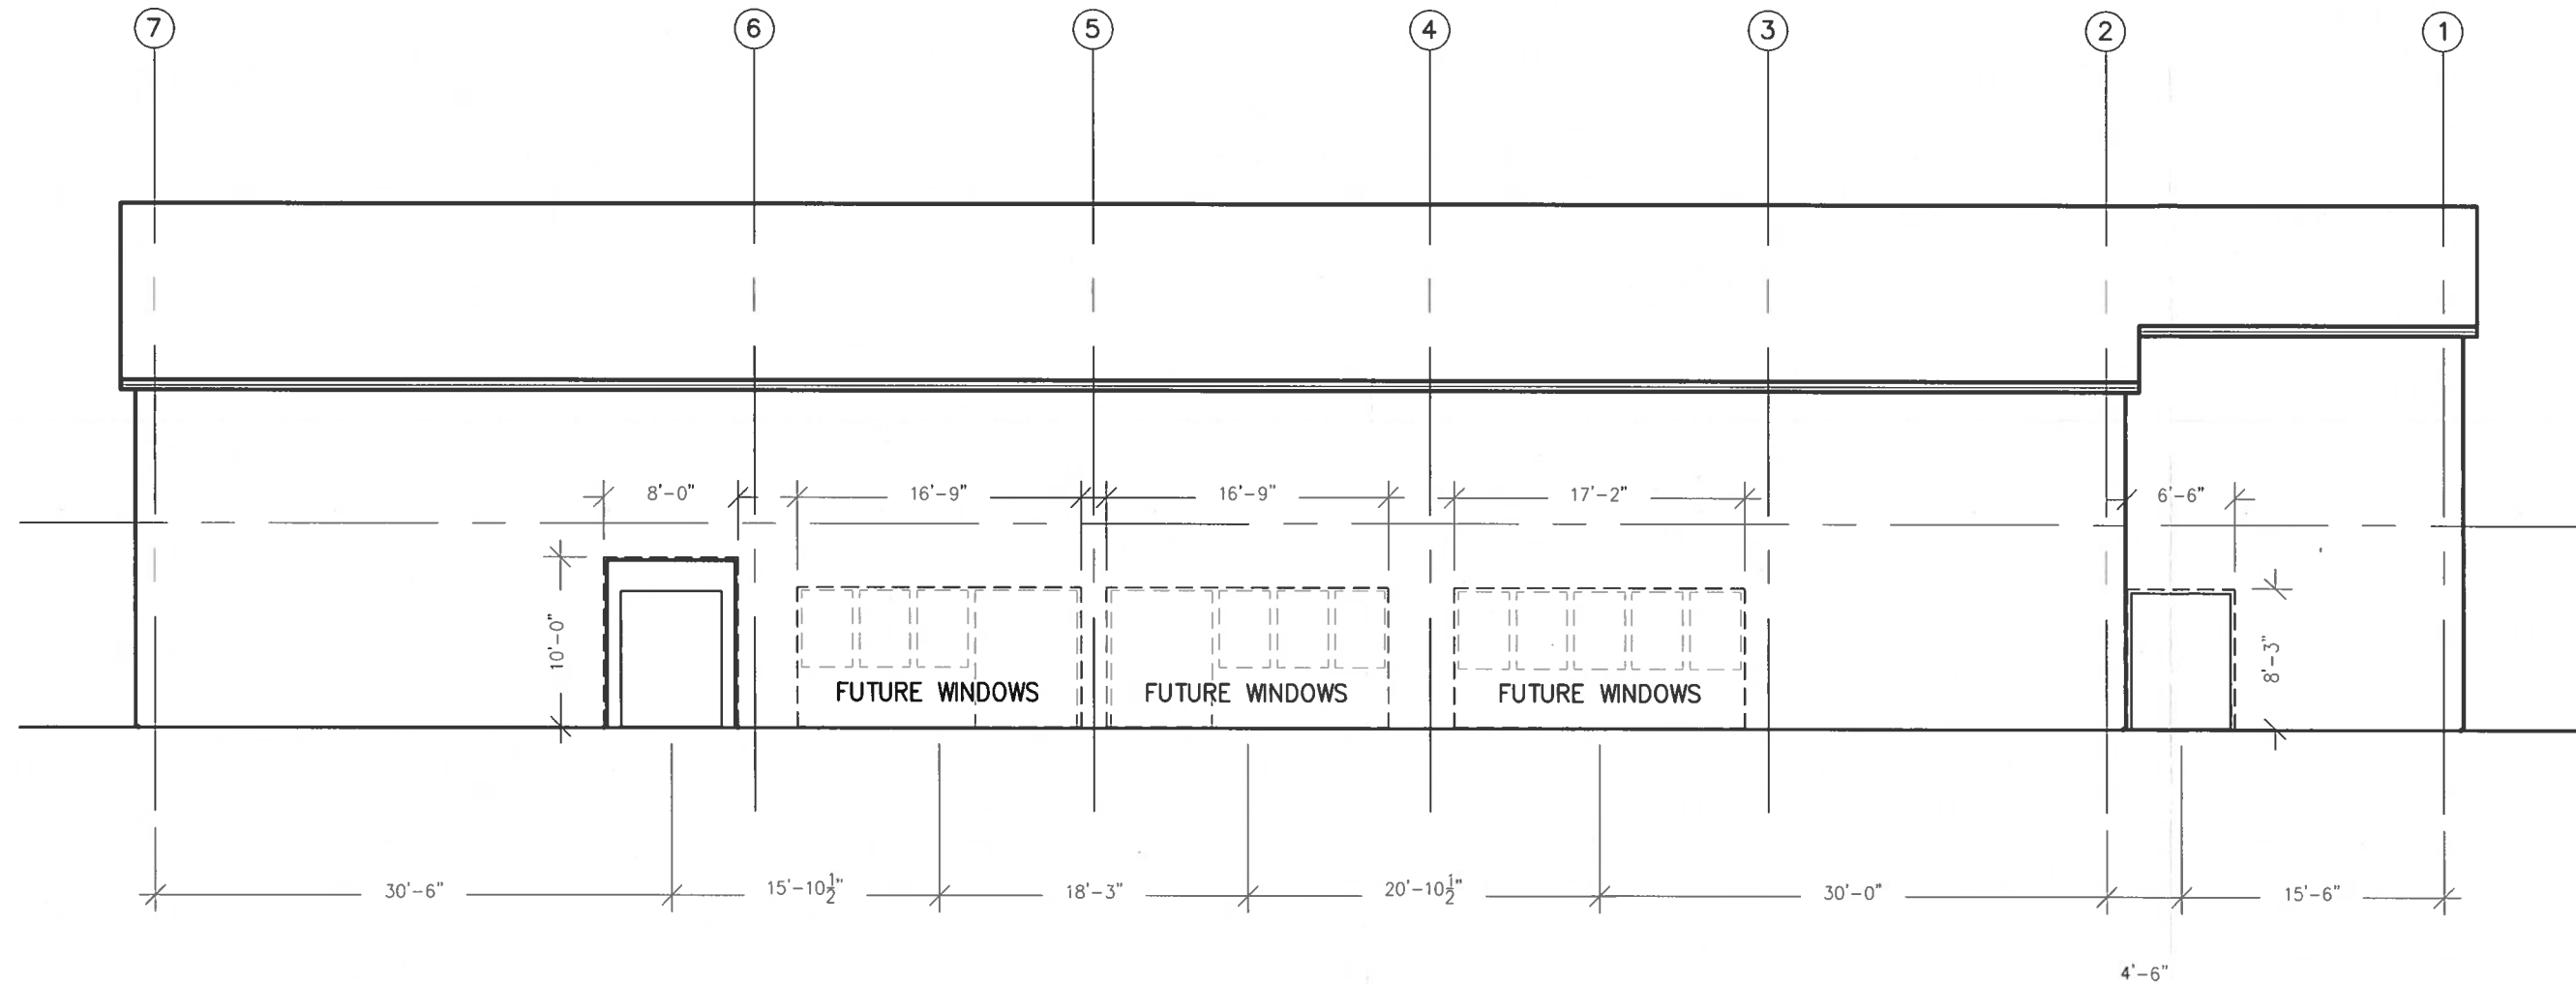 7 6 5 4 3 2 1
8'-0" 16'-9" 16'-9" 17'-2" 6'-6"
10'-0"
8'-3"
FUTURE WINDOWS FUTURE WINDOWS FUTURE WINDOWS
30'-6" 15'-10½" 18'-3" 20'-10½" 30'-0" 15'-6"
4'-6"